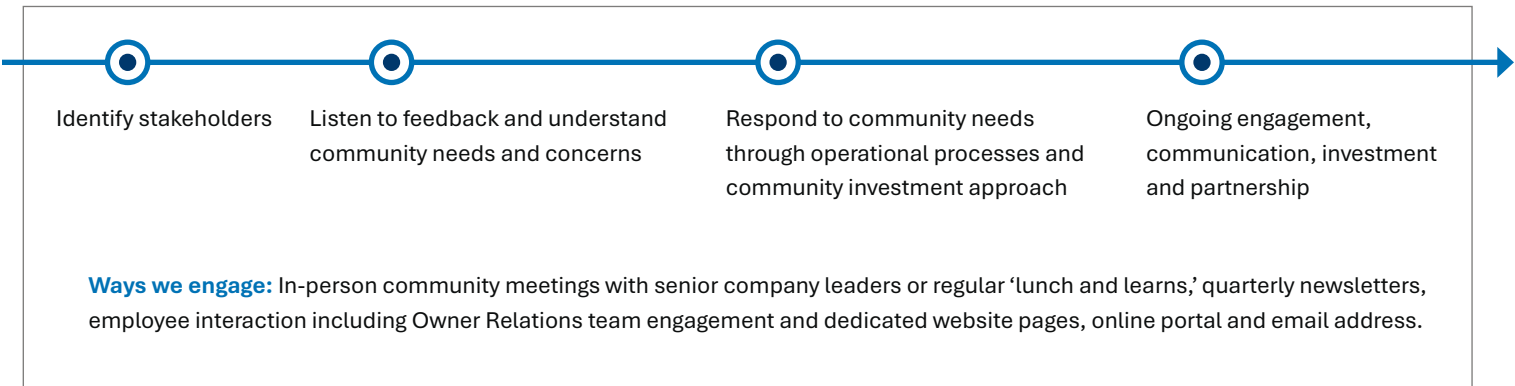 Identify stakeholders
Listen to feedback and understand
community needs and concerns
Respond to community needs
through operational processes and
community investment approach
Ongoing engagement,
communication, investment
and partnership
Ways we engage: In-person community meetings with senior company leaders or regular ‘lunch and learns,’ quarterly newsletters,
employee interaction including Owner Relations team engagement and dedicated website pages, online portal and email address.